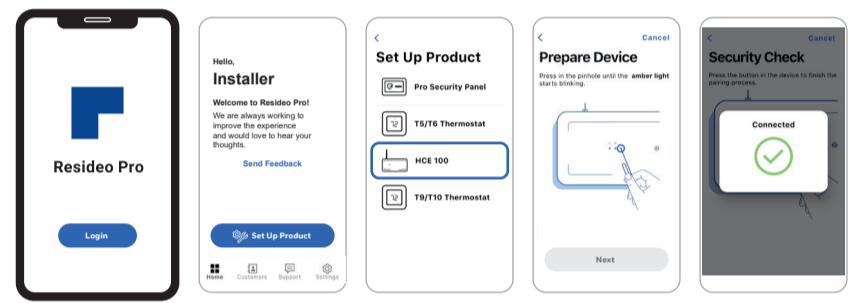 Resideo Pro
Login
Hello,
Installer
Welcome to Resideo Pro!
We are always working to
improve the experience
and would love to hear your
thoughts.
Send Feedback
Set Up Product
Home
Customers
Support
Settings
Set Up Product
Pro Security Panel
T5/T6 Thermostat
HCE 100
T9/T10 Thermostat
Cancel
Prepare Device
Press in the pinhole until the amber light
starts blinking.
Next
Cancel
Security Check
Press the button in the device to finish the
pairing process.
Connected